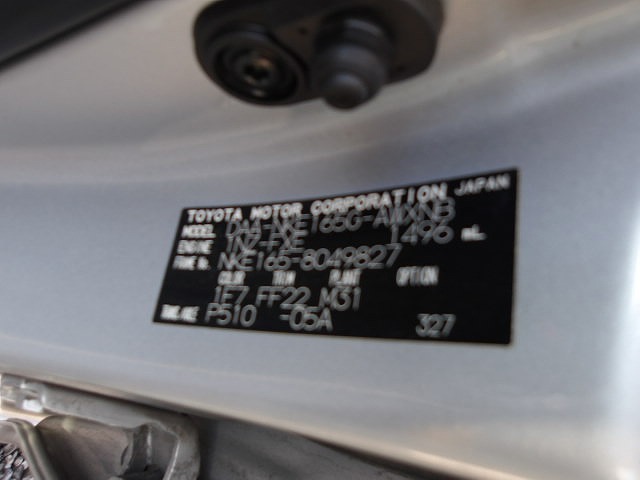 TOYOTA MOTOR CORPORATION JAPAN
MODEL DAA-NKE165G-AWXNB
ENGINE 1NZ-FXE 1496 mL
FRAME No. NKE165-8049827
COLOR TRIM PLANT OPTION
1F7 FF22 M31
TRANS./AXLE P510 -05A 327